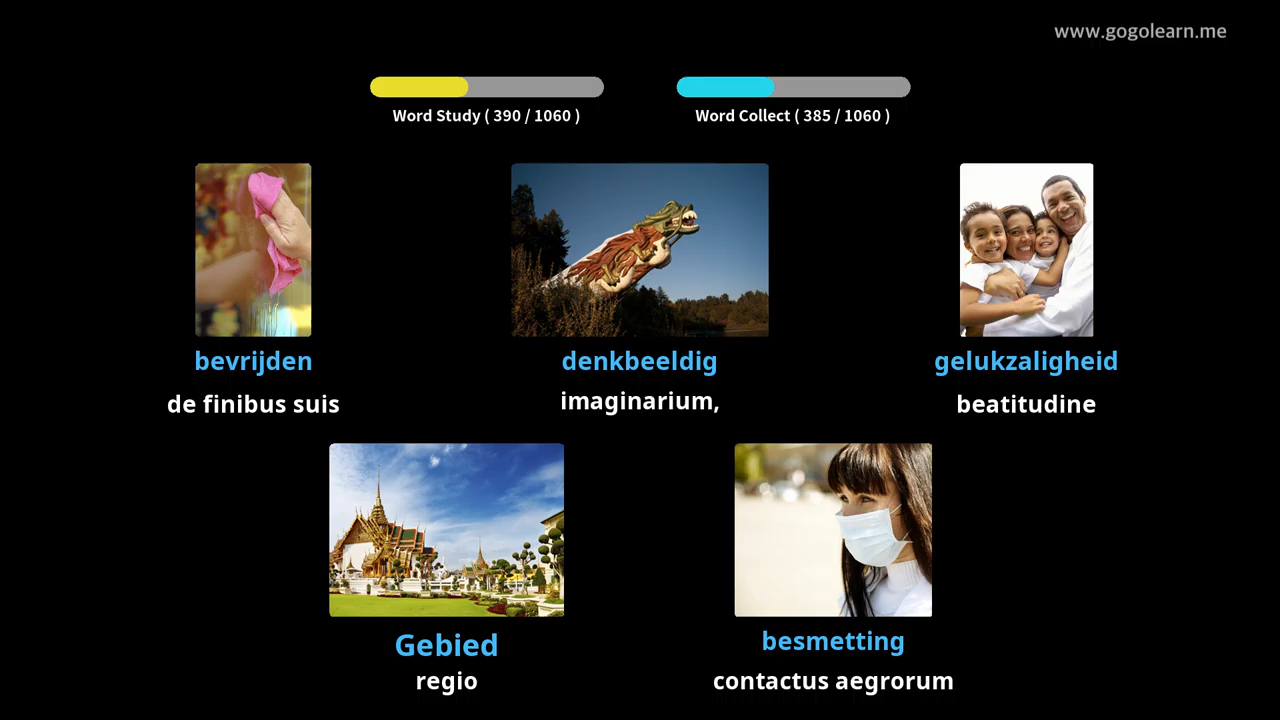 www.gogolearn.me
Word Study ( 390 / 1060 )
Word Collect ( 385 / 1060 )
bevrijden
de finibus suis
denkbeeldig
imaginarium,
gelukzaligheid
beatitudine
Gebied
regio
besmetting
contactus aegrorum